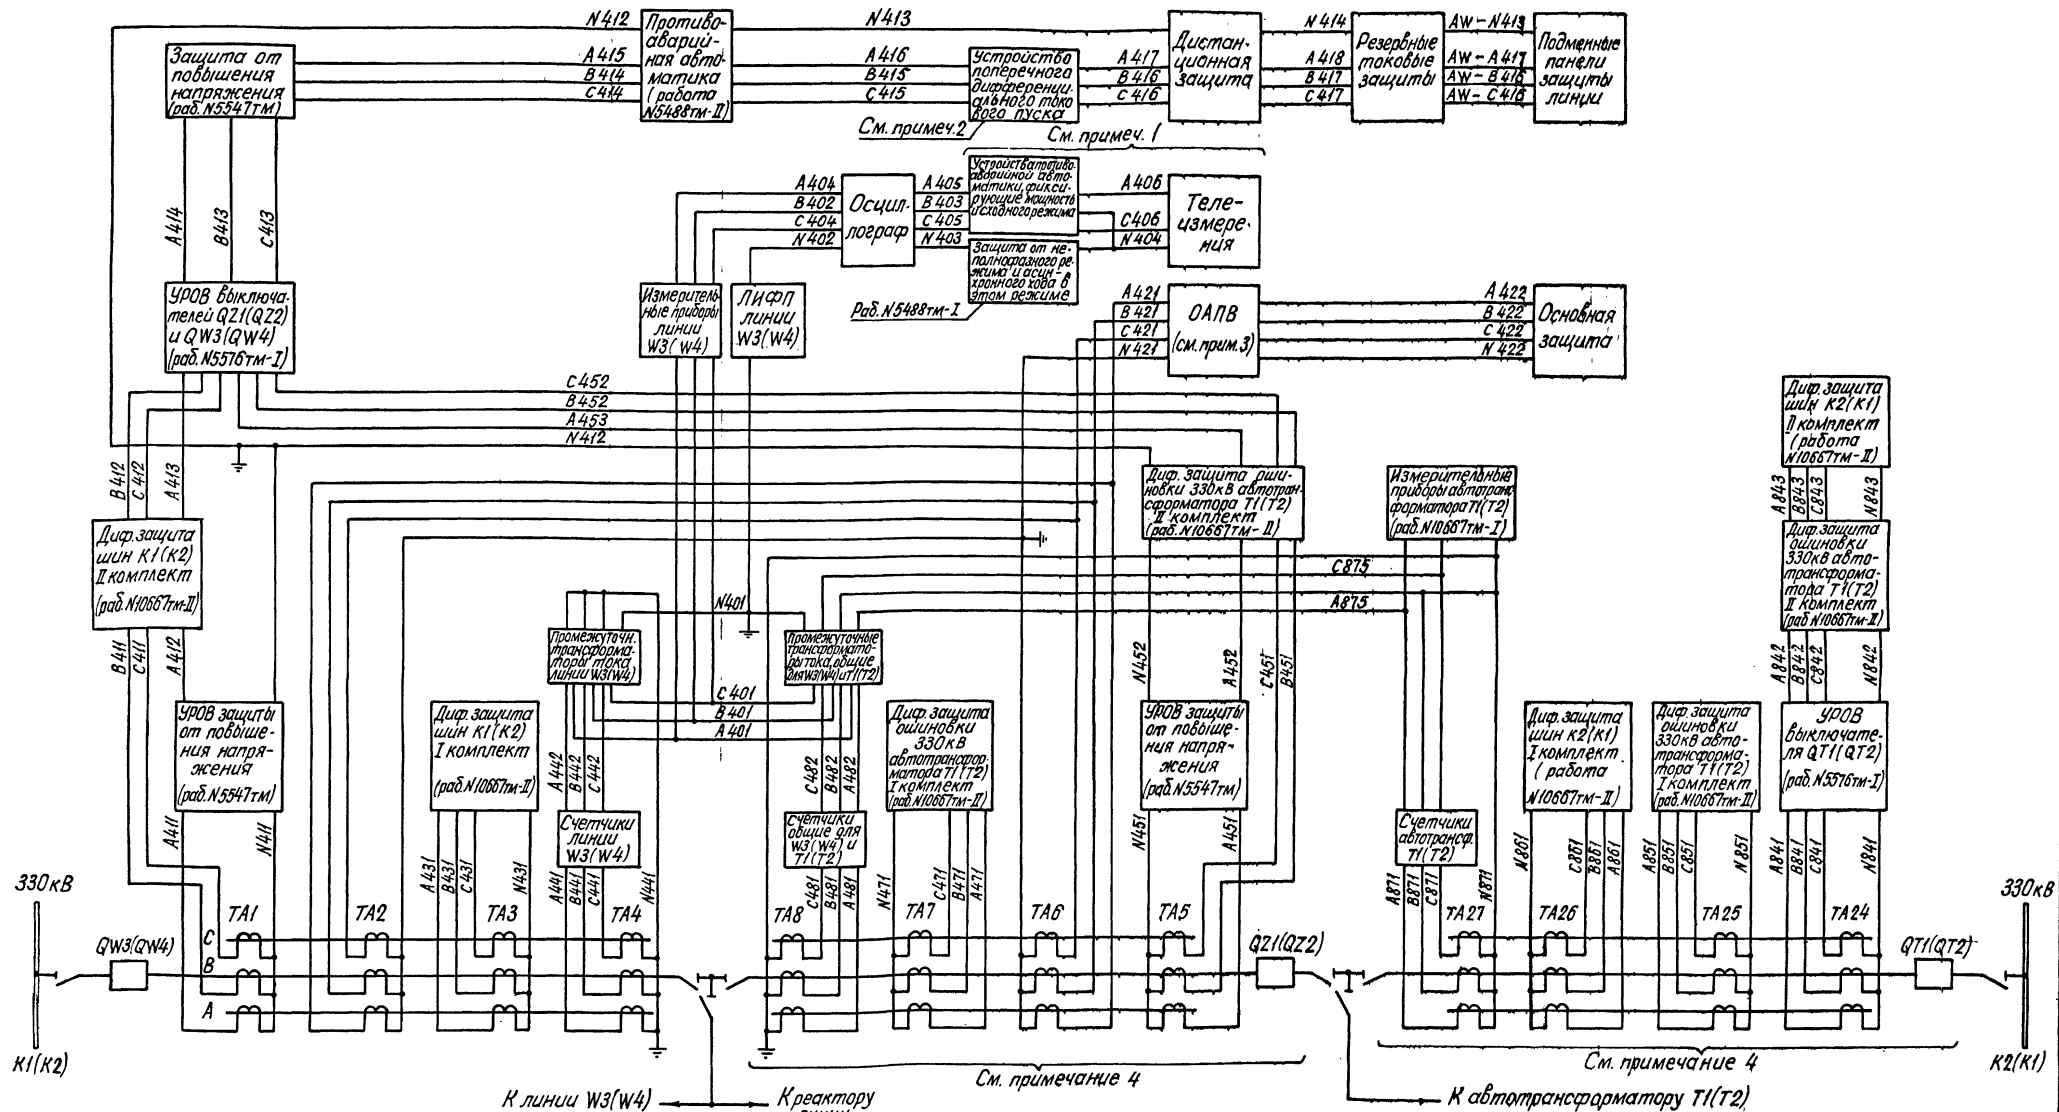 N412
Противо-
аварий-
ная авто-
матика
(работа
N5488тм-II)
N413
Дистан-
ционная
защита
N414
Резервные
токовые
защиты
AW-N413
Подменные
панели
защиты
линии
Защита от
повышения
напряжения
(раб. N5547тм)
A415
B414
C414
A416
B415
C415
Устройство
поперечного
дифференци-
ального токо
вого пуска
A417
B416
C416
A418
B417
C417
AW-A417
AW-B416
AW-C416
См. примеч. 2
См. примеч. 1
A414
B413
C413
A404
B402
C404
N402
Осцил-
лограф
A405
B403
C405
N403
Устройства противо-
аварийной авто-
матики, фикси-
рующие мощность
исходного режима
Защита от не-
полнофазного ре-
жима и асин-
хронного хода в
этом режиме
Раб. N5488тм-I
A406
C406
N404
Теле-
измере-
ния
УРОВ выключа-
телей QZ1(QZ2)
и QW3(QW4)
(раб. N5576тм-I)
Измеритель-
ные приборы
линии
W3(W4)
ЛИФП
линии
W3(W4)
A421
B421
C421
N421
ОАПВ
(см. прим. 3)
A422
B422
C422
N422
Основная
защита
C452
B452
A453
N412
B412
C412
A413
Диф. защита
шин K1(K2)
II комплект
(раб. N10667тм-II)
B411
C411
A412
Диф. защита оши-
новки 330кВ автотран-
сформатора T1(T2)
II комплект
(раб. N10667тм-II)
Измерительные
приборы автотранс-
форматора T1(T2)
(раб. N10667тм-I)
Диф. защита
шин K2(K1)
II комплект
(работа
N10667тм-II)
A843
B843
C843
N843
Диф. защита
ошиновки
330кВ авто-
трансформа-
тора T1(T2)
II комплект
(раб. N10667тм-II)
A842
B842
C842
N842
C875
A875
N401
Промежуточн.
трансформа-
торы тока
линии W3(W4)
Промежуточные
трансформато-
ры тока, общие
для W3(W4) и T1(T2)
C401
B401
A401
N452
A452
C451
B451
УРОВ защиты
от повыше-
ния напря-
жения
(раб. N5547тм)
Диф. защита
шин K1(K2)
I комплект
(раб. N10667тм-II)
A442
B442
C442
C482
B482
A482
Диф. защита
ошиновки
330кВ
автотрансфор-
матора T1(T2)
I комплект
(раб. N10667тм-II)
УРОВ защиты
от повыше-
ния напря-
жения
(раб. N5547тм)
Диф. защита
шин K2(K1)
I комплект
(работа
N10667тм-II)
Диф. защита
ошиновки
330кВ авто-
трансформа-
тора T1(T2)
I комплект
(раб. N10667тм-II)
УРОВ
выключате-
ля QT1(QT2)
(раб. N5576тм-I)
A411
N411
Счетчики
линии
W3(W4)
Счетчики
общие для
W3(W4) и
T1(T2)
N451
A451
Счетчики
автотрансф.
T1(T2)
A431
B431
C431
N431
A441
B441
C441
N441
C481
B481
A481
N471
C471
B471
A471
A871
B871
C871
N871
N861
C861
B861
A861
A851
B851
C851
N851
A841
B841
C841
N841
330кВ
TA1
TA2
TA3
TA4
TA8
TA7
TA6
TA5
TA27
TA26
TA25
TA24
330кВ
QW3(QW4)
C
B
A
QZ1(QZ2)
QT1(QT2)
K1(K2)
K2(K1)
См. примечание 4
См. примечание 4
К линии W3(W4)
К реактору
К автотрансформатору T1(T2)